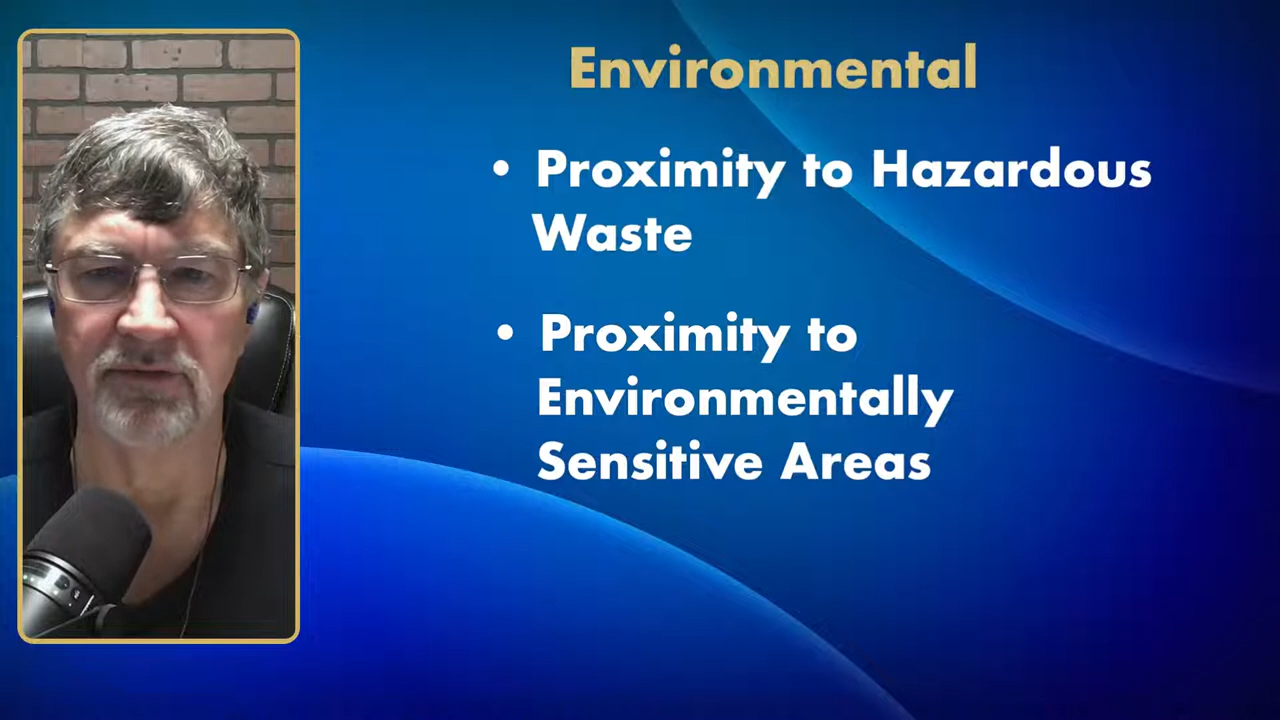 Environmental
• Proximity to Hazardous
Waste
• Proximity to
Environmentally
Sensitive Areas